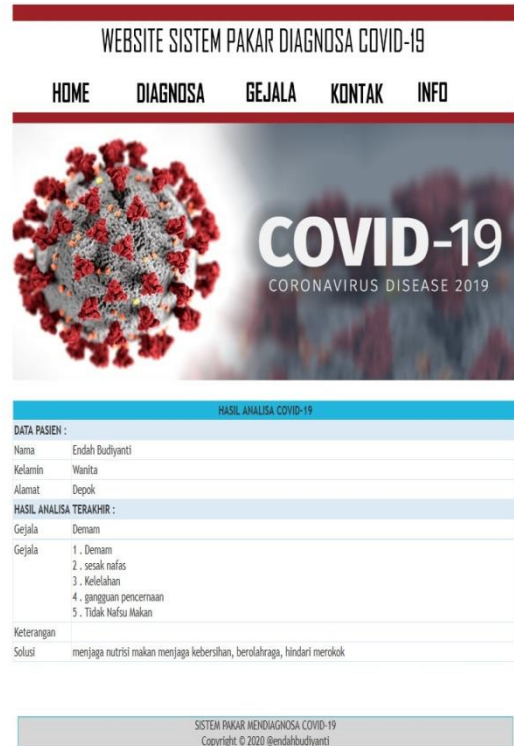 WEBSITE SISTEM PAKAR DIAGNOSA COVID-19
HOME DIAGNOSA GEJALA KONTAK INFO
COVID-19
CORONAVIRUS DISEASE 2019
HASIL ANALISA COVID-19
DATA PASIEN :
Nama Endah Budiyanti
Kelamin Wanita
Alamat Depok
HASIL ANALISA TERAKHIR :
Gejala Demam
Gejala 1 . Demam
2 . sesak nafas
3 . Kelelahan
4 . gangguan pencernaan
5 . Tidak Nafsu Makan
Keterangan
Solusi menjaga nutrisi makan menjaga kebersihan, berolahraga, hindari merokok
SISTEM PAKAR MENDIAGNOSA COVID-19
Copyright © 2020 @endahbudiyanti